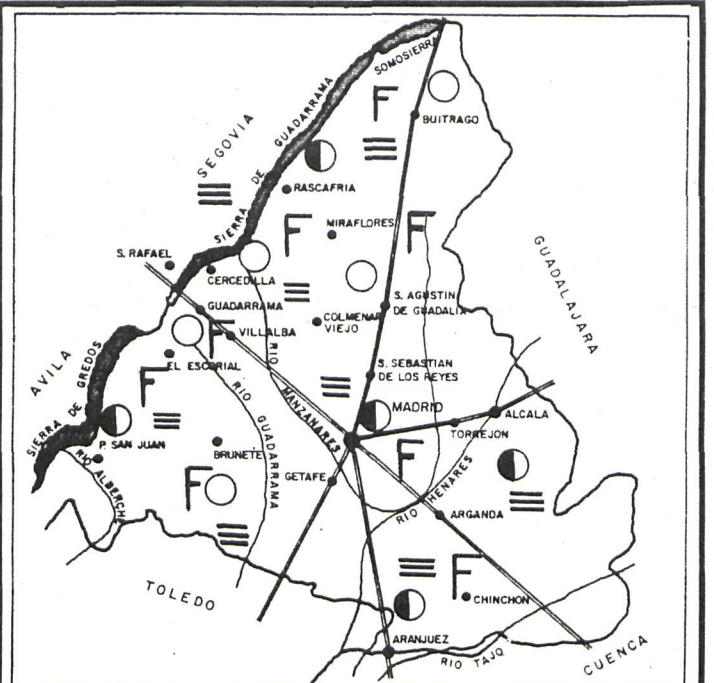 SOMOSIERRA
F
BUITRAGO
SEGOVIA
SIERRA DE GUADARRAMA
RASCAFRIA
MIRAFLORES
F
F
GUADALAJARA
S. RAFAEL
CERCEDILLA
GUADARRAMA
S. AGUSTIN
DE GUADALIX
COLMENAR
VIEJO
F
VILLALBA
AVILA
EL ESCORIAL
S. SEBASTIAN
DE LOS REYES
SIERRA DE GREDOS
F
RIO GUADARRAMA
RIO MANZANARES
MADRID
ALCALA
TORREJON
P. SAN JUAN
BRUNETE
F
RIO ALBERCHE
F
GETAFE
RIO HENARES
ARGANDA
TOLEDO
F
CHINCHON
ARANJUEZ
RIO TAJO
CUENCA